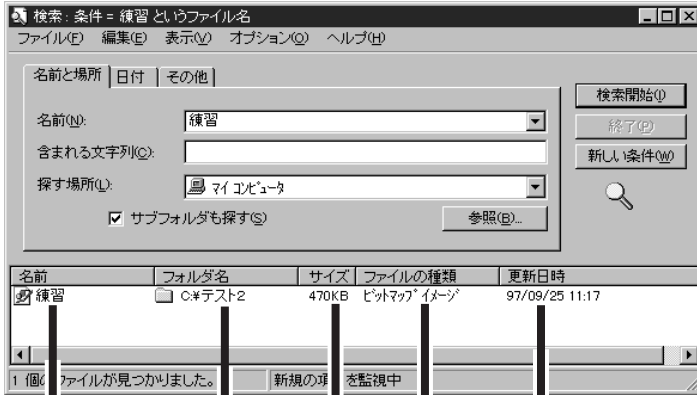 検索 : 条件 = 練習 というファイル名
ファイル(F) 編集(E) 表示(V) オプション(O) ヘルプ(H)
名前と場所 日付 その他
名前(N): 練習
含まれる文字列(C):
探す場所(L): マイ コンピュータ
サブフォルダも探す(S) 参照(B)...
検索開始(I)
終了(P)
新しい条件(W)
名前 フォルダ名 サイズ ファイルの種類 更新日時
練習 C:¥テスト2 470KB ビットマップ イメージ 97/09/25 11:17
1 個 ファイルが見つかりました。 新規の項 を監視中